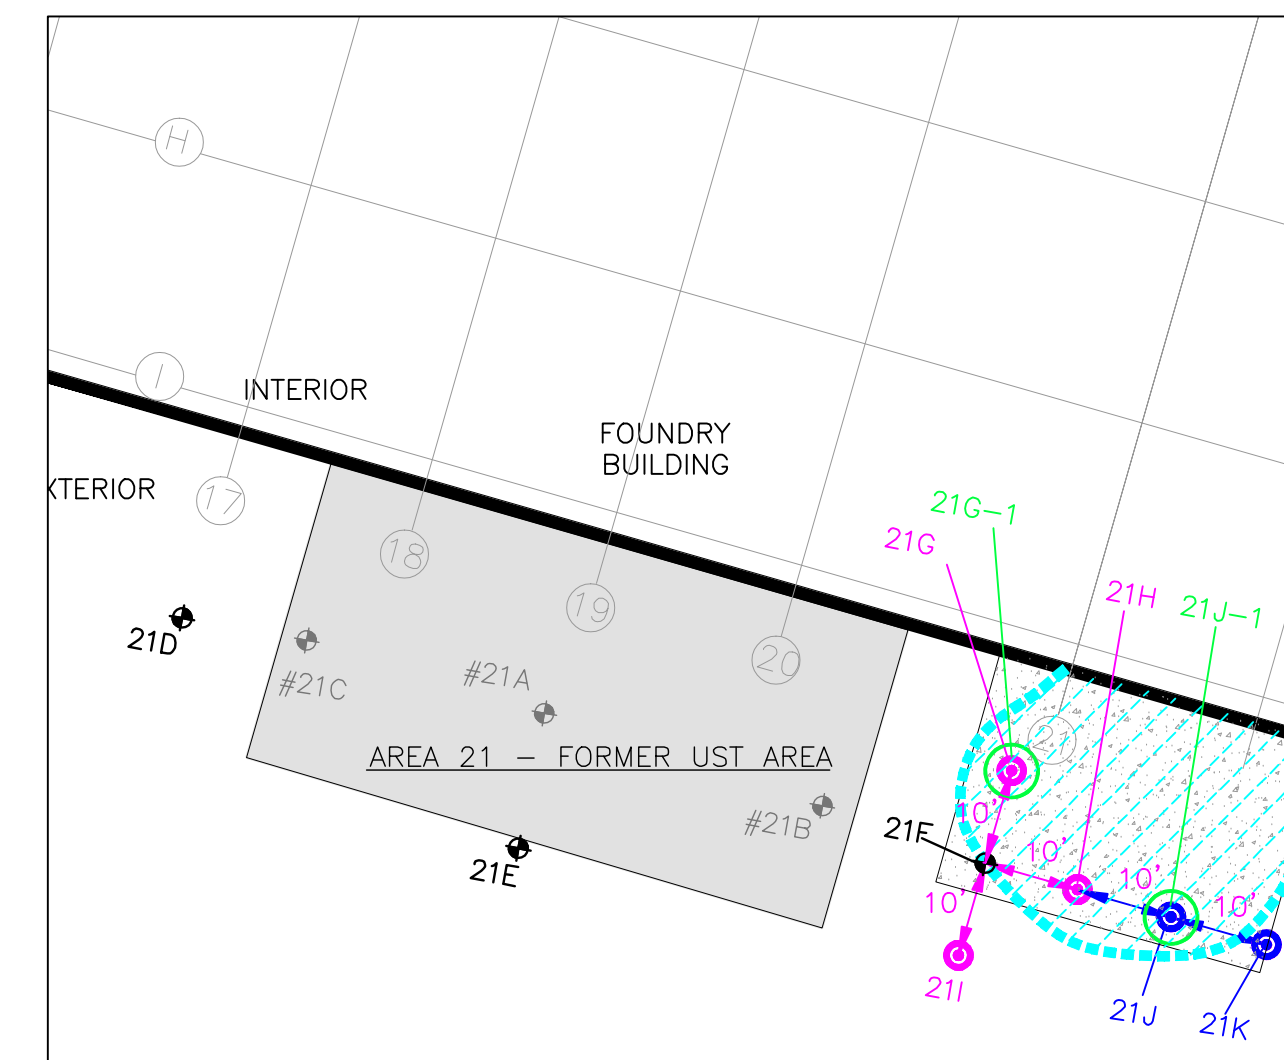 H
I
INTERIOR
FOUNDRY
BUILDING
XTERIOR
17
18
19
20
21
21G-1
21G
21H
21J-1
21D
#21C
#21A
AREA 21 - FORMER UST AREA
#21B
21E
21F
10'
10'
10'
10'
10'
21I
21J
21K